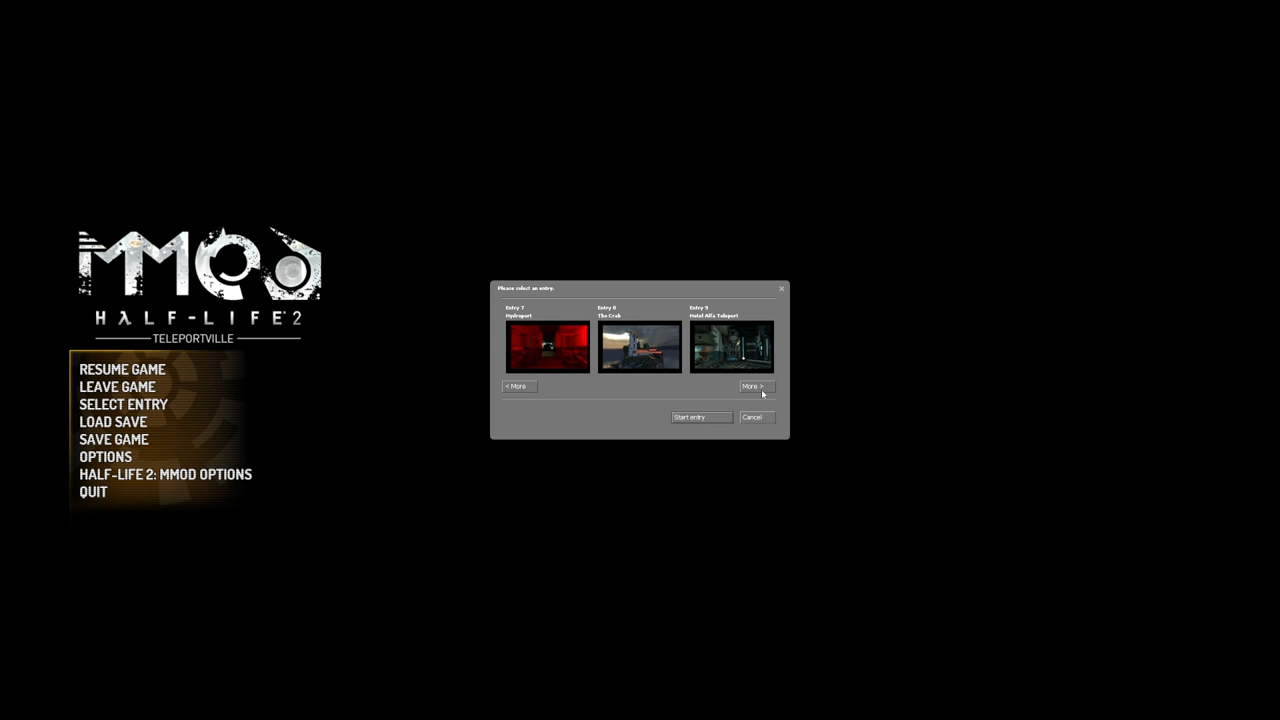 MMOD
HλLF-LIFE 2
TELEPORTVILLE
RESUME GAME
LEAVE GAME
SELECT ENTRY
LOAD SAVE
SAVE GAME
OPTIONS
HALF-LIFE 2: MMOD OPTIONS
QUIT
Please select an entry.
Entry 7
Hydroport
Entry 8
The Crab
Entry 9
Hotel Alfa Teleport
< More
More >
Start entry
Cancel